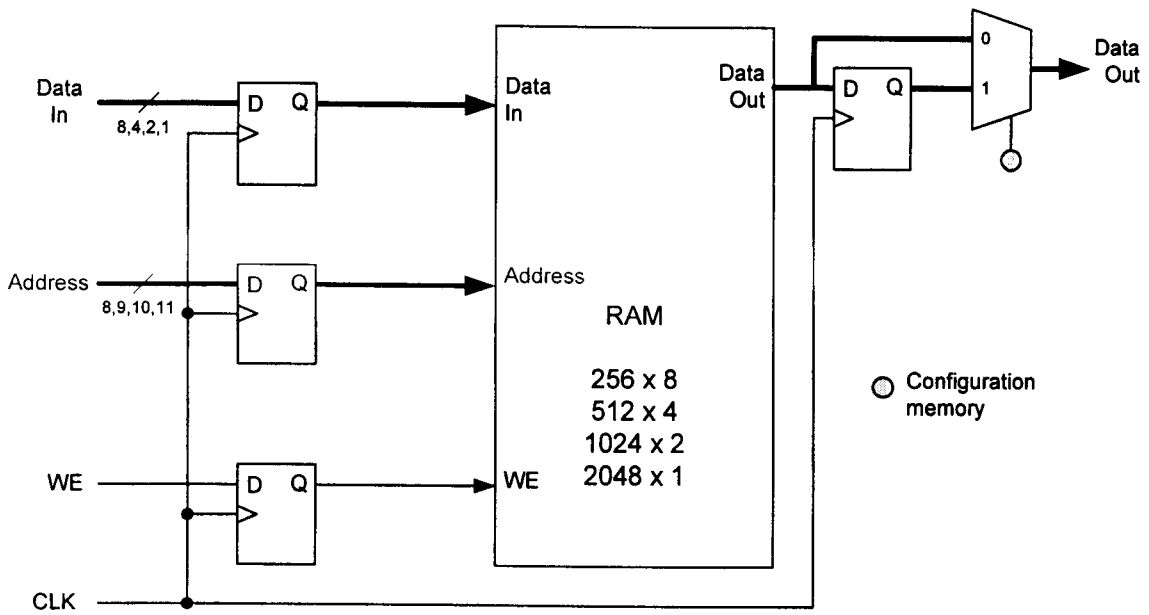 Data
In
8,4,2,1
D Q
Data
In
Data
Out
D Q
0
1
Data
Out
Address
8,9,10,11
D Q
Address
RAM
256 x 8
512 x 4
1024 x 2
2048 x 1
Configuration
memory
WE
D Q
WE
CLK